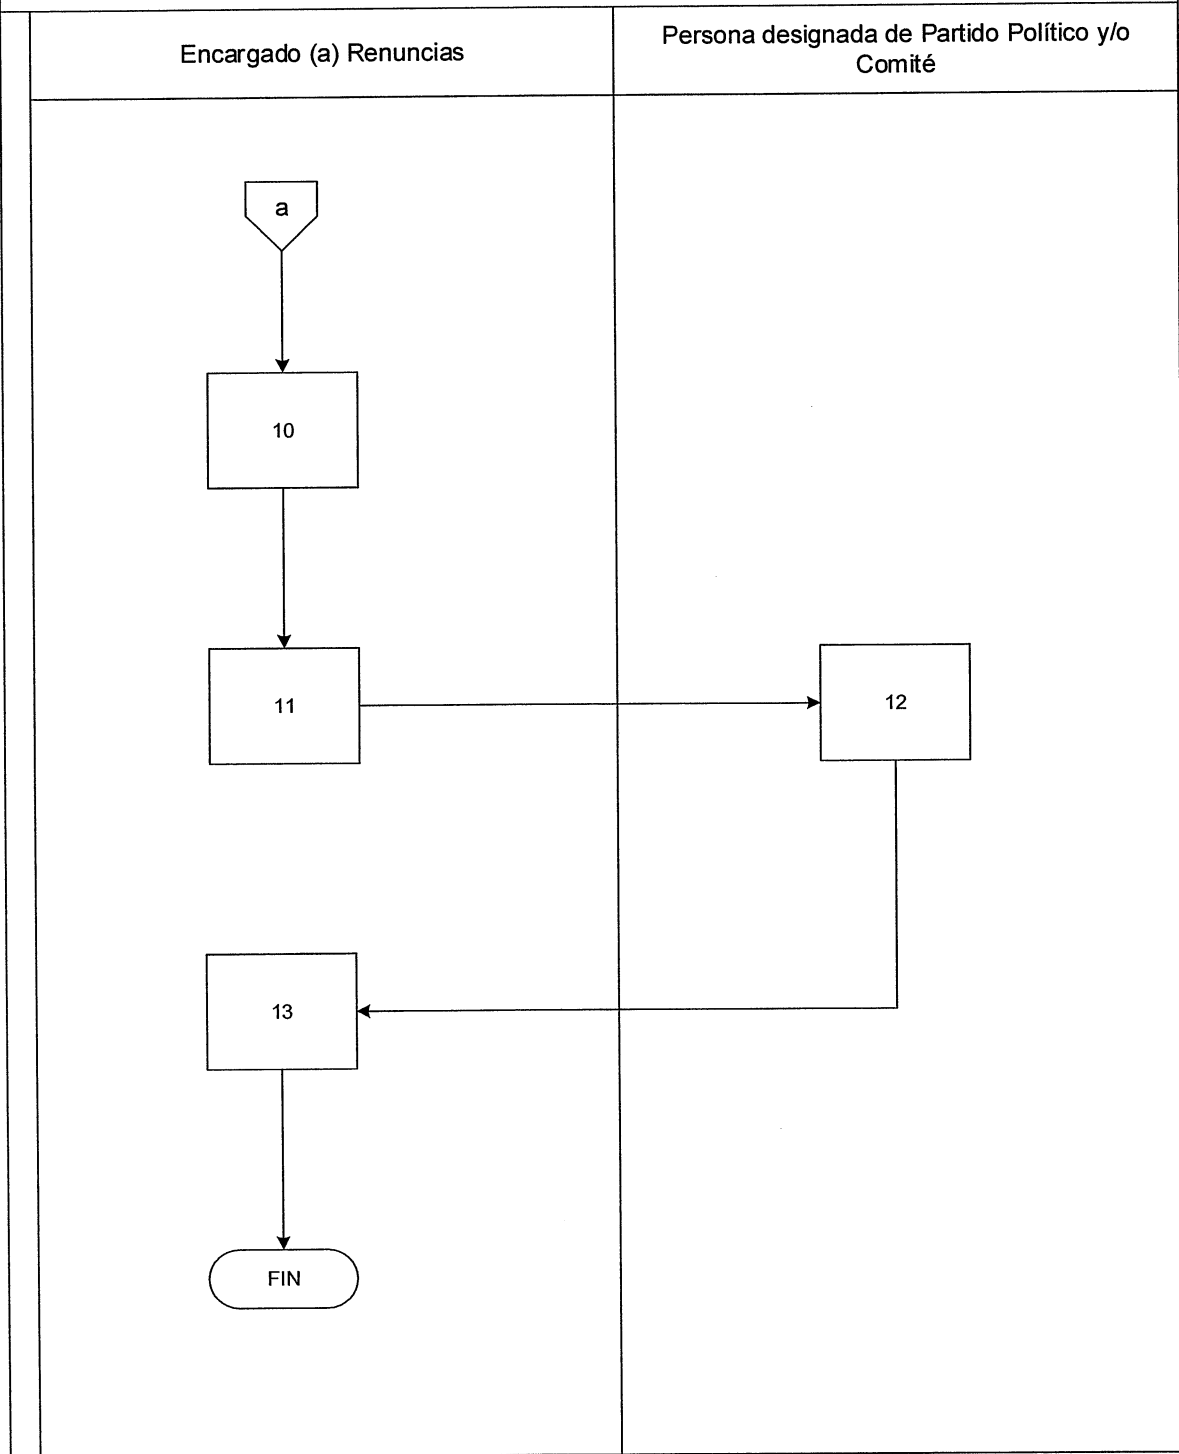 Encargado (a) Renuncias
Persona designada de Partido Político y/o
Comité
a
10
11
12
13
FIN